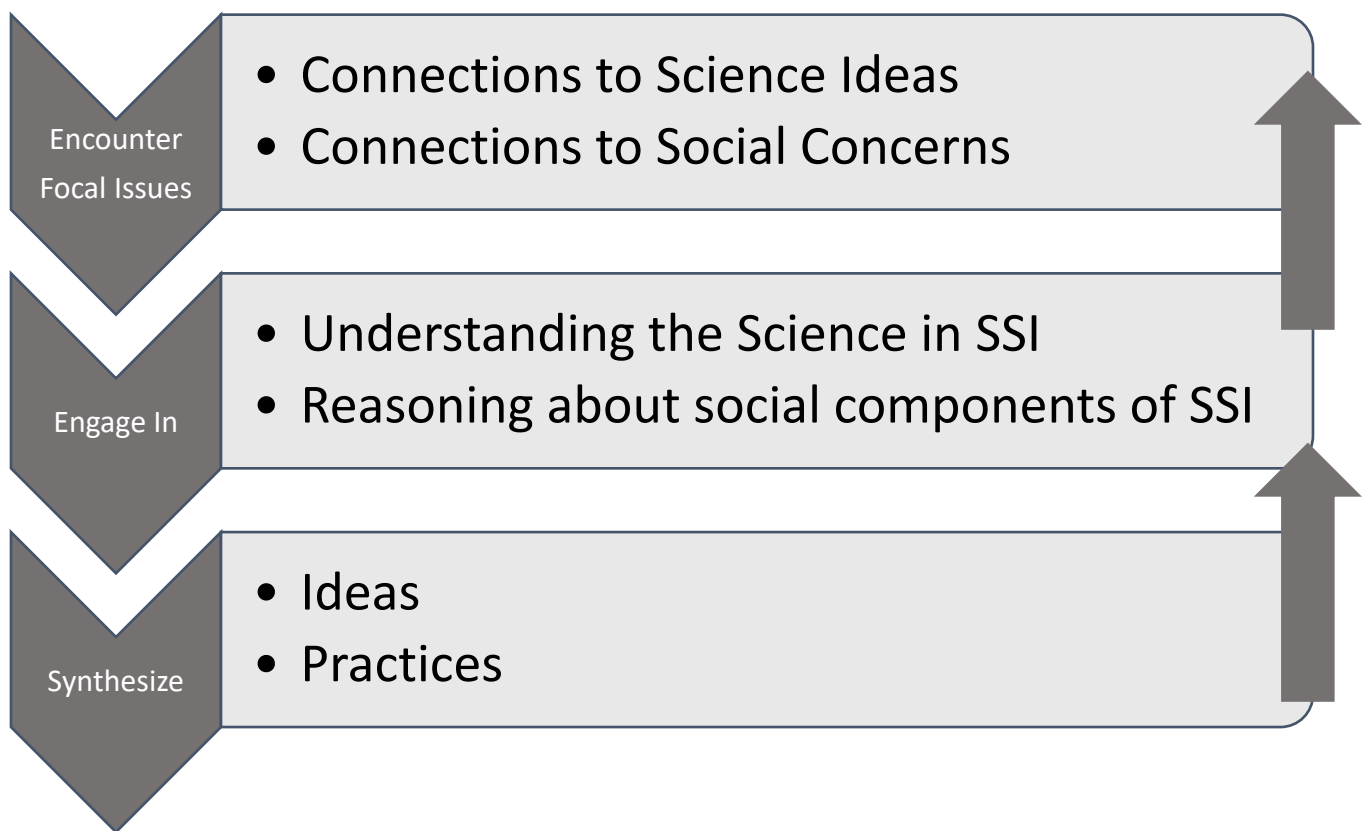 Encounter
Focal Issues
• Connections to Science Ideas
• Connections to Social Concerns
Engage In
• Understanding the Science in SSI
• Reasoning about social components of SSI
Synthesize
• Ideas
• Practices